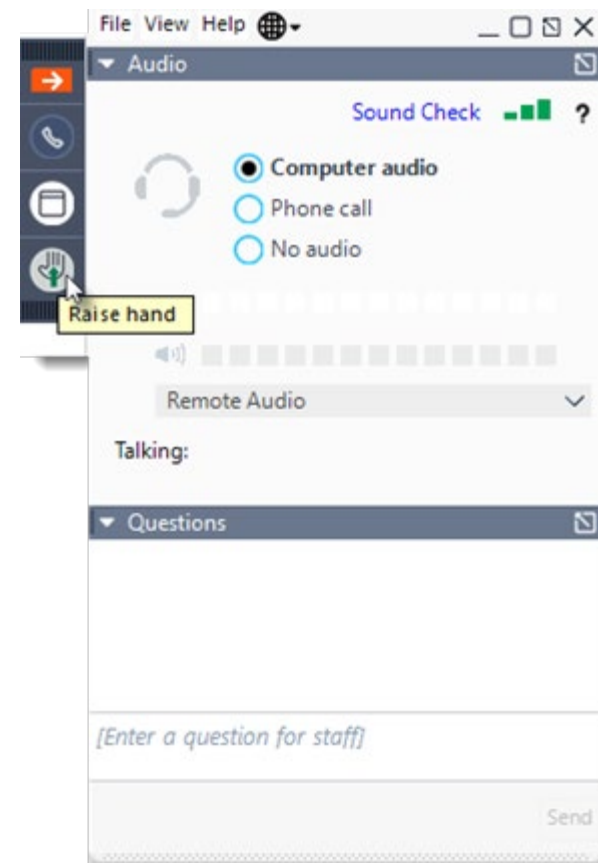 File View Help
Audio
Sound Check ?
Computer audio
Phone call
No audio
Raise hand
Remote Audio
Talking:
Questions
[Enter a question for staff]
Send